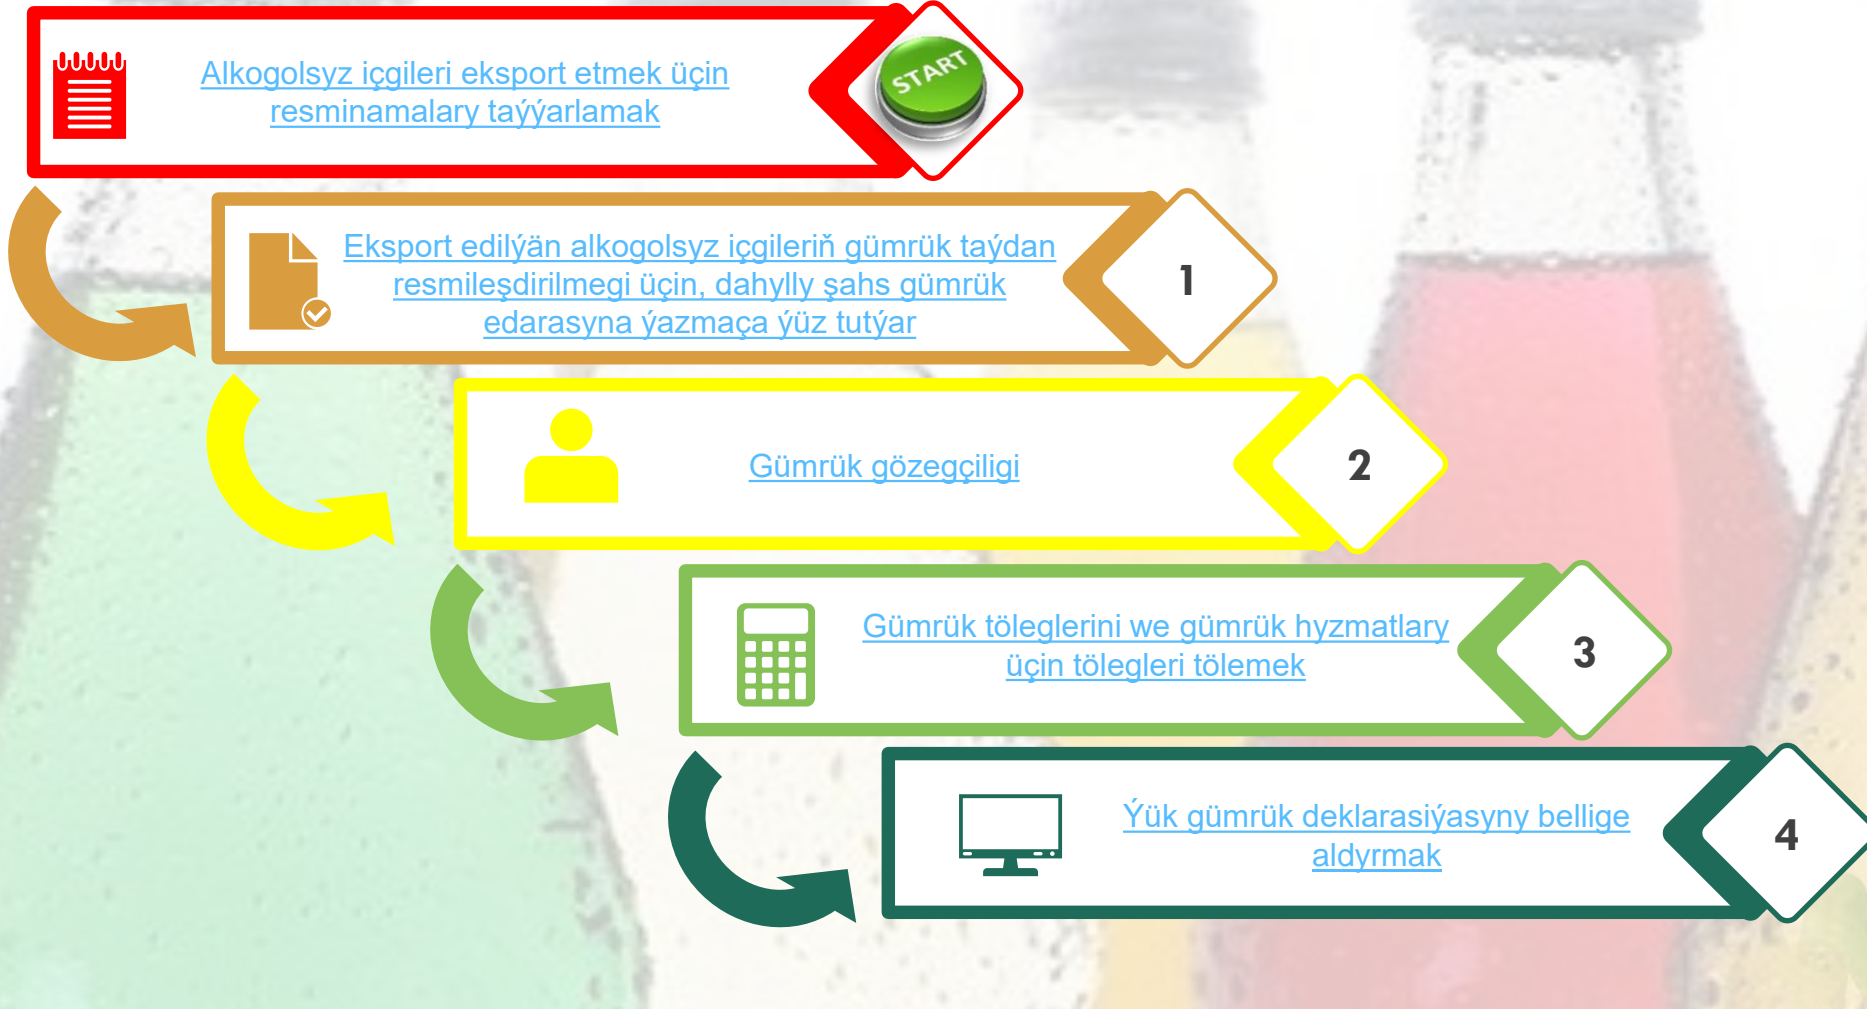 Alkogolsyz içgileri eksport etmek üçin
resminamalary taýýarlamak
START
Eksport edilýän alkogolsyz içgileriň gümrük taýdan
resmileşdirilmegi üçin, dahylly şahs gümrük
edarasyna ýazmaça ýüz tutýar
1
Gümrük gözegçiligi
2
Gümrük töleglerini we gümrük hyzmatlary
üçin tölegleri tölemek
3
Ýük gümrük deklarasiýasyny bellige
aldyrmak
4